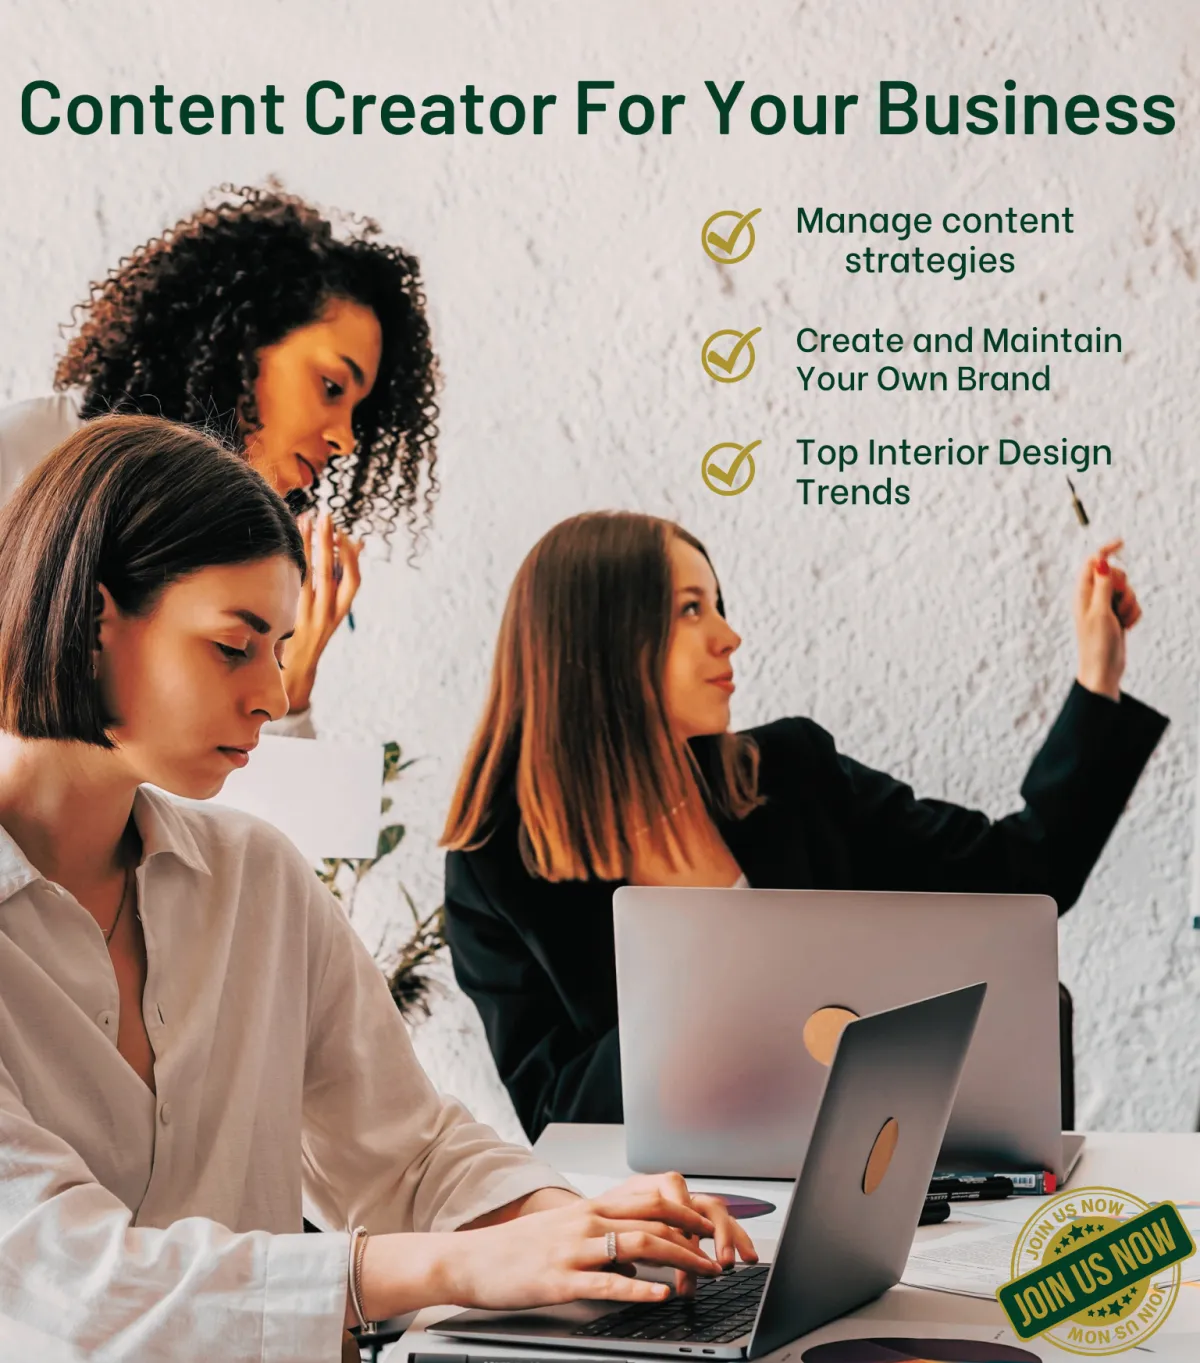 Content Creator For Your Business
Manage content
strategies
Create and Maintain
Your Own Brand
Top Interior Design
Trends
JOIN US NOW
JOIN US NOW
JOIN US NOW